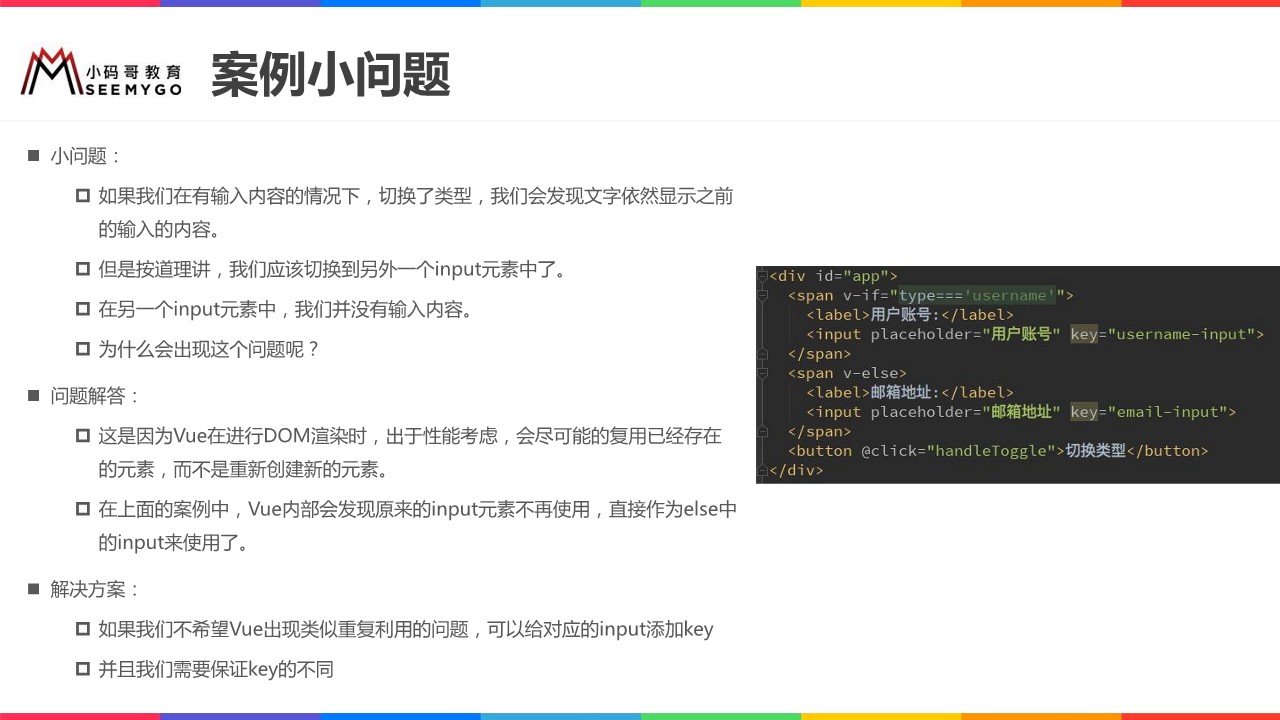 小码哥教育
SEEMYGO
案例小问题
小问题：
如果我们在有输入内容的情况下，切换了类型，我们会发现文字依然显示之前
的输入的内容。
但是按道理讲，我们应该切换到另外一个input元素中了。
在另一个input元素中，我们并没有输入内容。
为什么会出现这个问题呢？
问题解答：
这是因为Vue在进行DOM渲染时，出于性能考虑，会尽可能的复用已经存在
的元素，而不是重新创建新的元素。
在上面的案例中，Vue内部会发现原来的input元素不再使用，直接作为else中
的input来使用了。
解决方案：
如果我们不希望Vue出现类似重复利用的问题，可以给对应的input添加key
并且我们需要保证key的不同
<div id="app">
<span v-if="type==='username'">
<label>用户账号:</label>
<input placeholder="用户账号" key="username-input">
</span>
<span v-else>
<label>邮箱地址:</label>
<input placeholder="邮箱地址" key="email-input">
</span>
<button @click="handleToggle">切换类型</button>
</div>